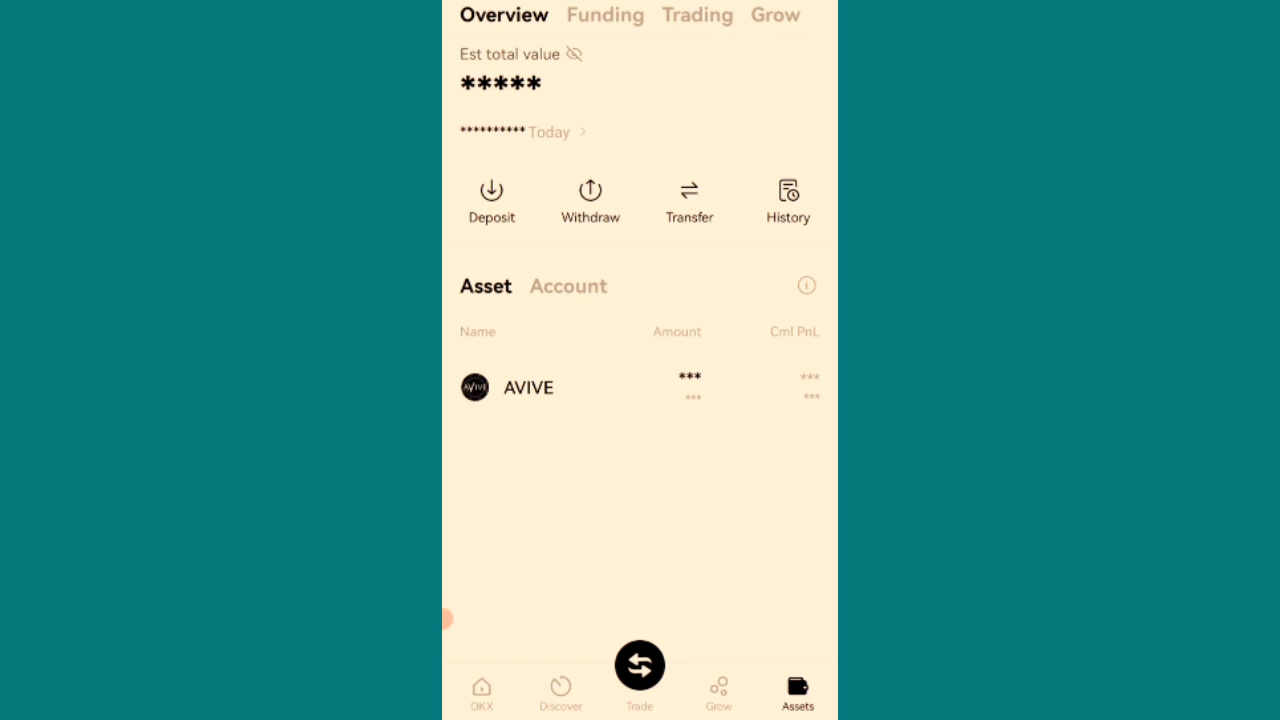 Overview Funding Trading Grow
Est total value
*****
********** Today
Deposit Withdraw Transfer History
Asset Account
Name Amount Cml PnL
AVIVE AVIVE *** ***
*** ***
OKX Discover Trade Grow Assets